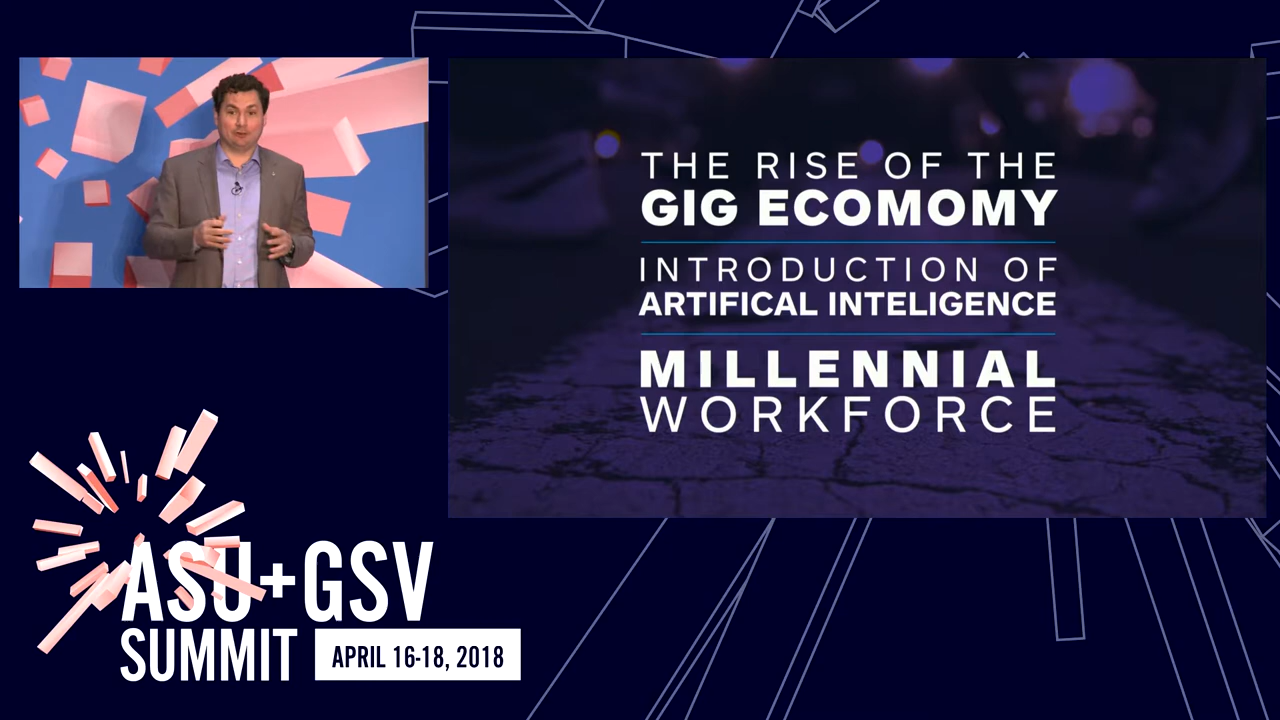 THE RISE OF THE
GIG ECOMOMY
INTRODUCTION OF
ARTIFICAL INTELIGENCE
MILLENNIAL
WORKFORCE
ASU+GSV
SUMMIT
APRIL 16-18, 2018